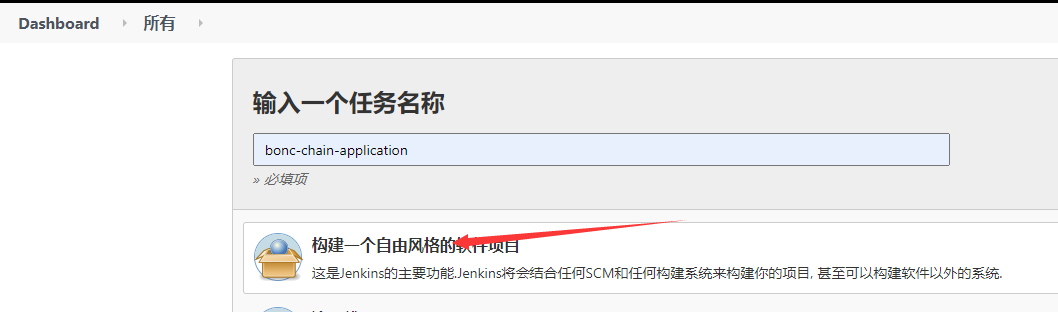 Dashboard 所有
输入一个任务名称
bonc-chain-application
» 必填项
构建一个自由风格的软件项目
这是Jenkins的主要功能.Jenkins将会结合任何SCM和任何构建系统来构建你的项目, 甚至可以构建软件以外的系统.